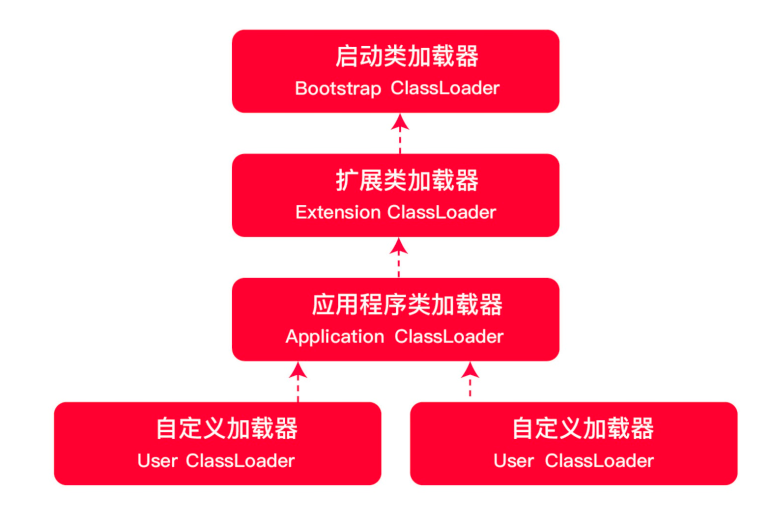 启动类加载器
Bootstrap ClassLoader
扩展类加载器
Extension ClassLoader
应用程序类加载器
Application ClassLoader
自定义加载器
User ClassLoader
自定义加载器
User ClassLoader